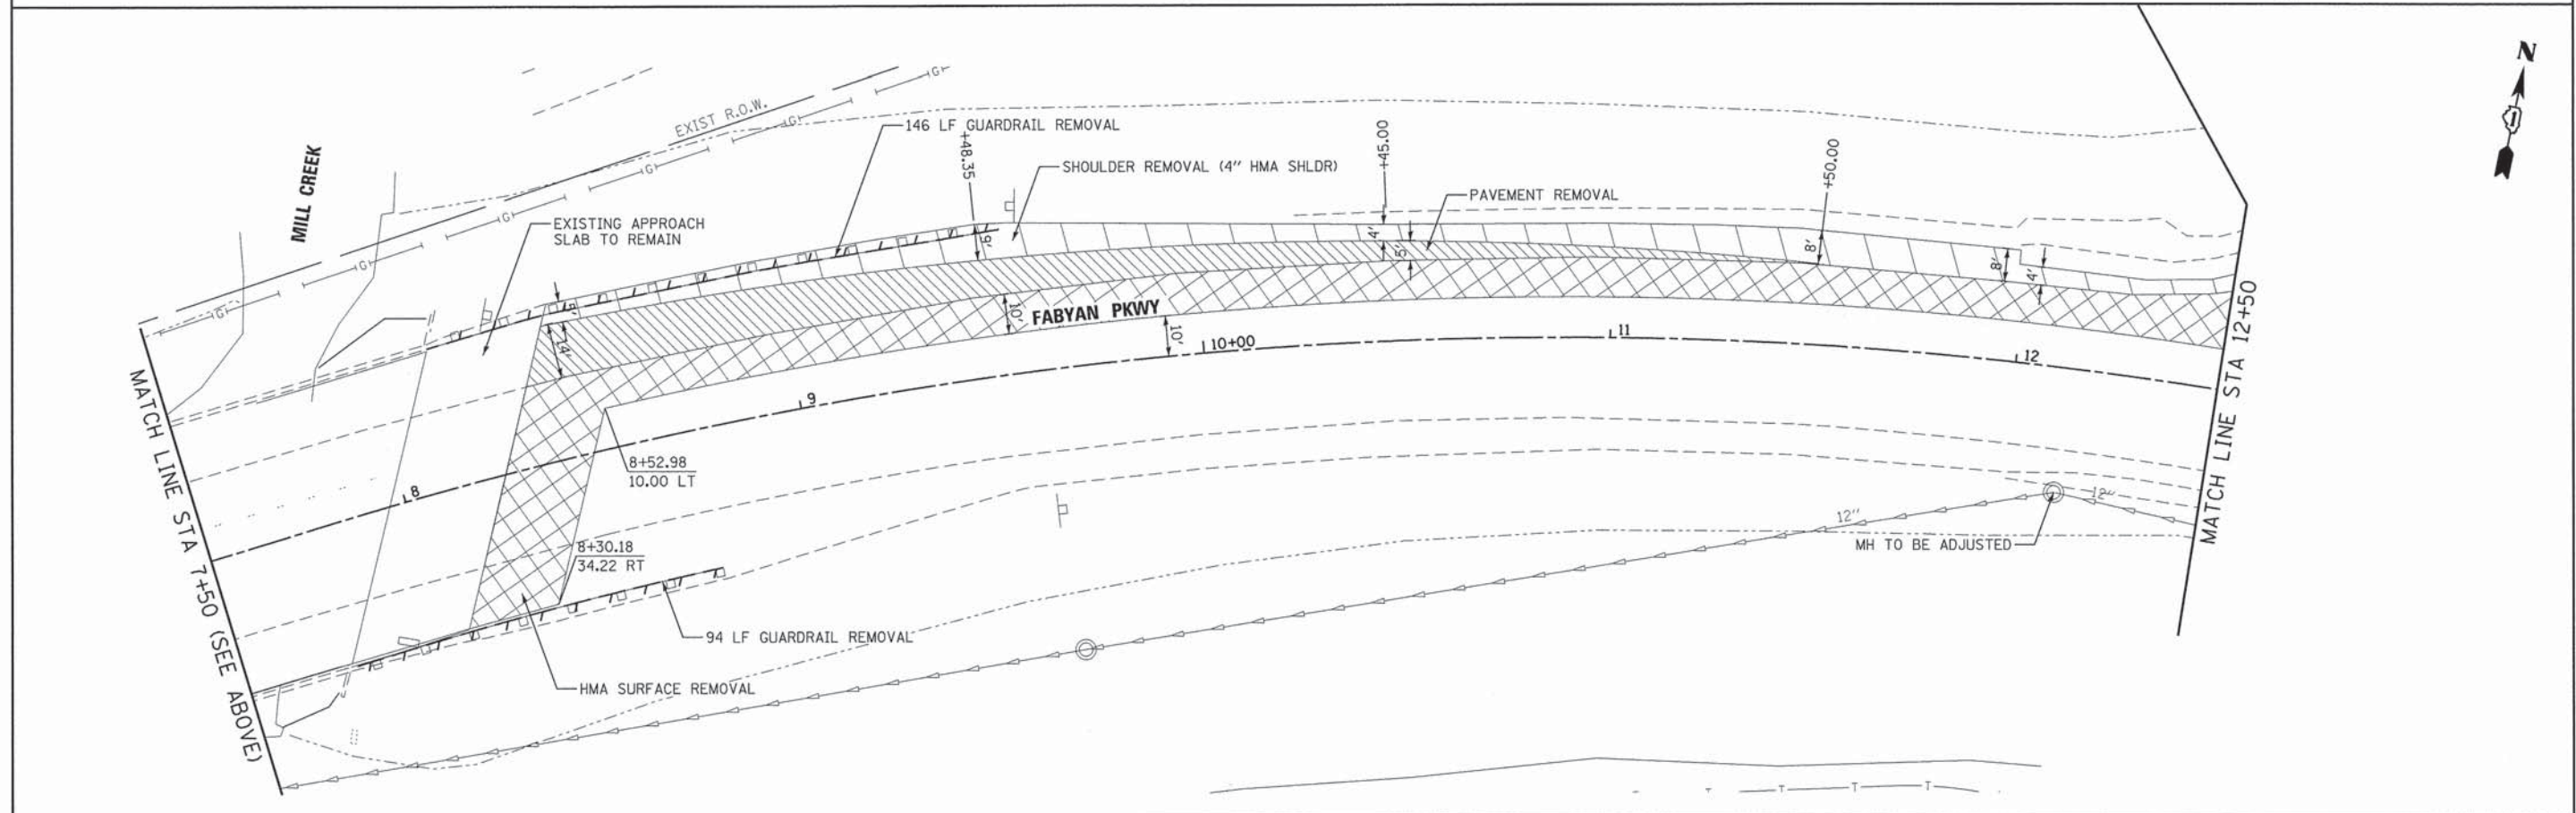 N
1
EXIST R.O.W.
G
G
G
G
G
G
146 LF GUARDRAIL REMOVAL
+48.35
+45.00
+50.00
SHOULDER REMOVAL (4" HMA SHLDR)
PAVEMENT REMOVAL
MILL CREEK
EXISTING APPROACH
SLAB TO REMAIN
9'
4'
5'
8'
8'
4'
14'
10'
FABYAN PKWY
10'
8
9
10+00
11
12
8+52.98
10.00 LT
8+30.18
34.22 RT
12"
12"
MH TO BE ADJUSTED
94 LF GUARDRAIL REMOVAL
HMA SURFACE REMOVAL
MATCH LINE STA 7+50 (SEE ABOVE)
MATCH LINE STA 12+50
T
T
T
T